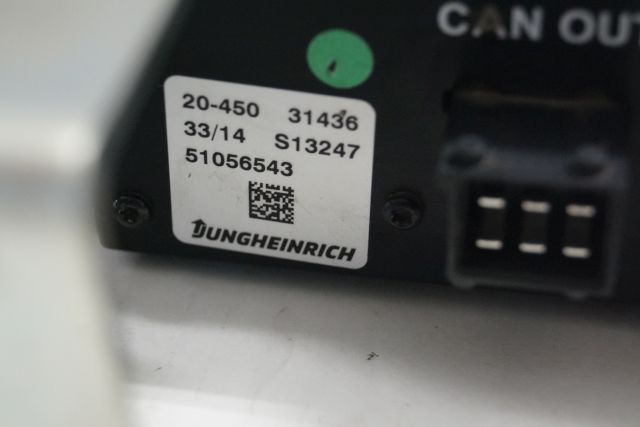 CAN OUT
20-450 31436
33/14 S13247
51056543
JUNGHEINRICH